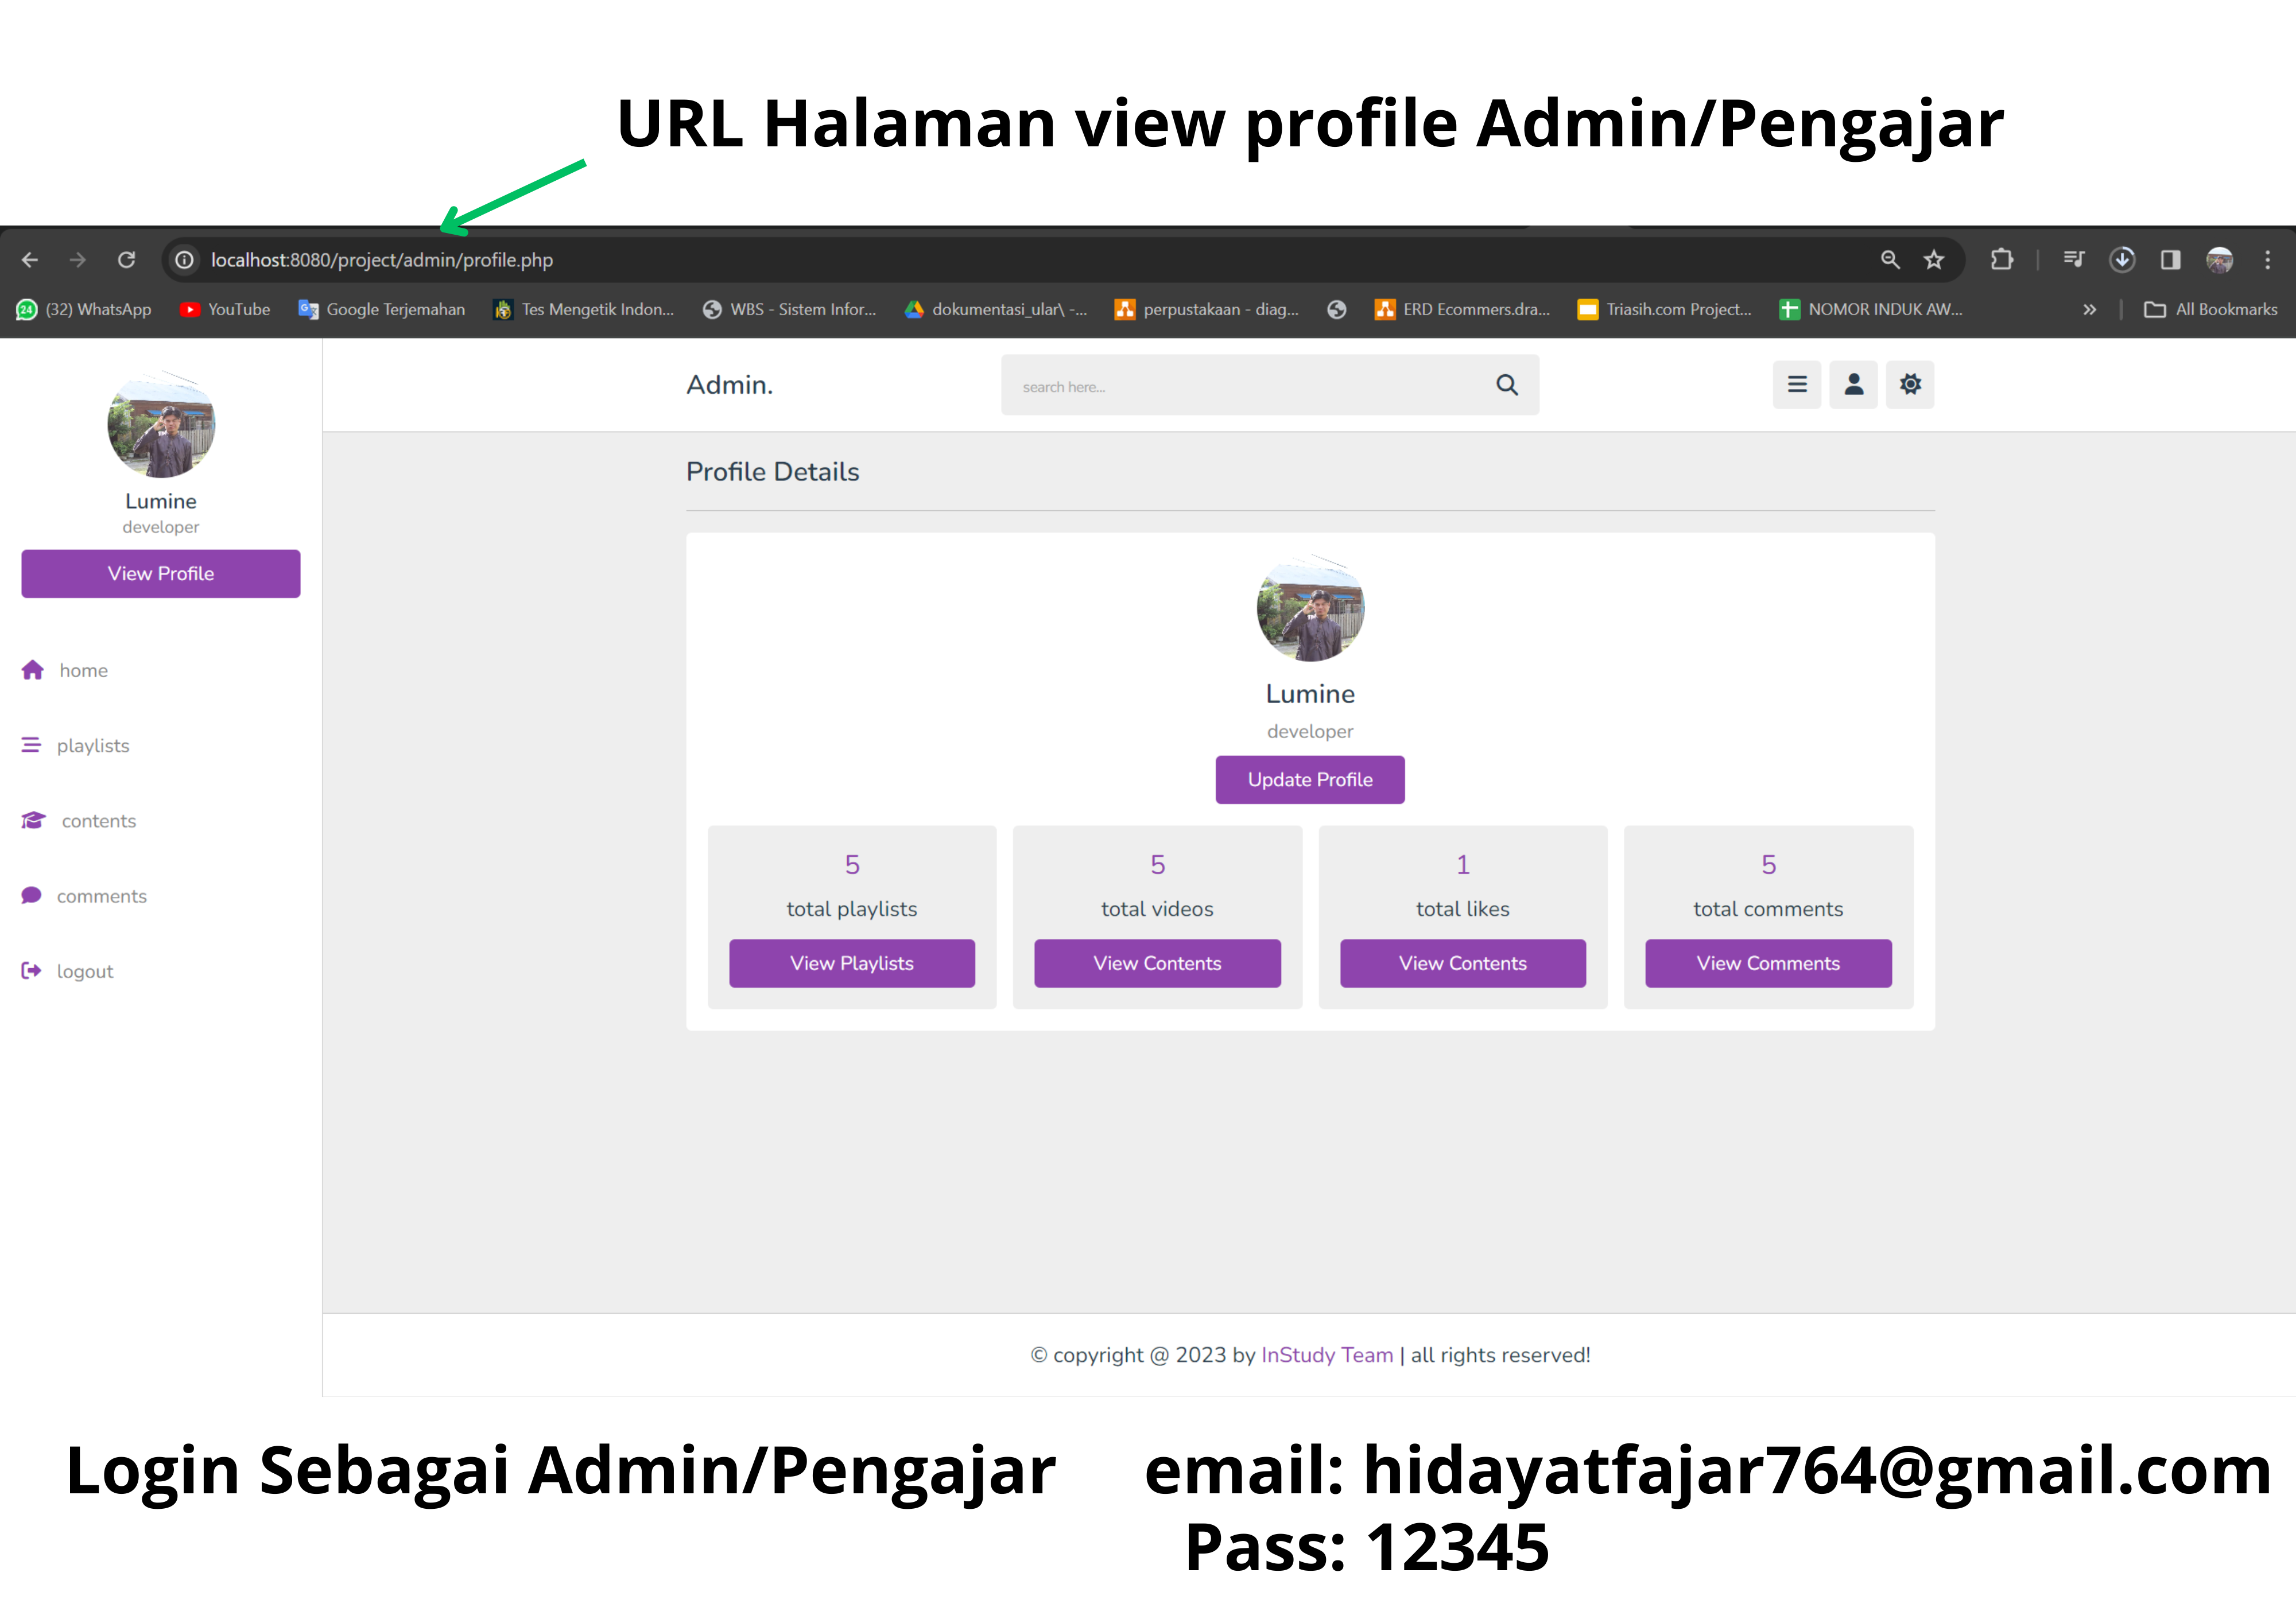 URL Halaman view profile Admin/Pengajar
localhost:8080/project/admin/profile.php
24 (32) WhatsApp YouTube Google Terjemahan Tes Mengetik Indon... WBS - Sistem Infor... dokumentasi_ular\ -... perpustakaan - diag... ERD Ecommers.dra... Triasih.com Project... NOMOR INDUK AW... » All Bookmarks
Admin. search here...
Lumine
developer
View Profile
home
playlists
contents
comments
logout
Profile Details
Lumine
developer
Update Profile
5 5 1 5
total playlists total videos total likes total comments
View Playlists View Contents View Contents View Comments
© copyright @ 2023 by InStudy Team | all rights reserved!
Login Sebagai Admin/Pengajar email: hidayatfajar764@gmail.com
Pass: 12345